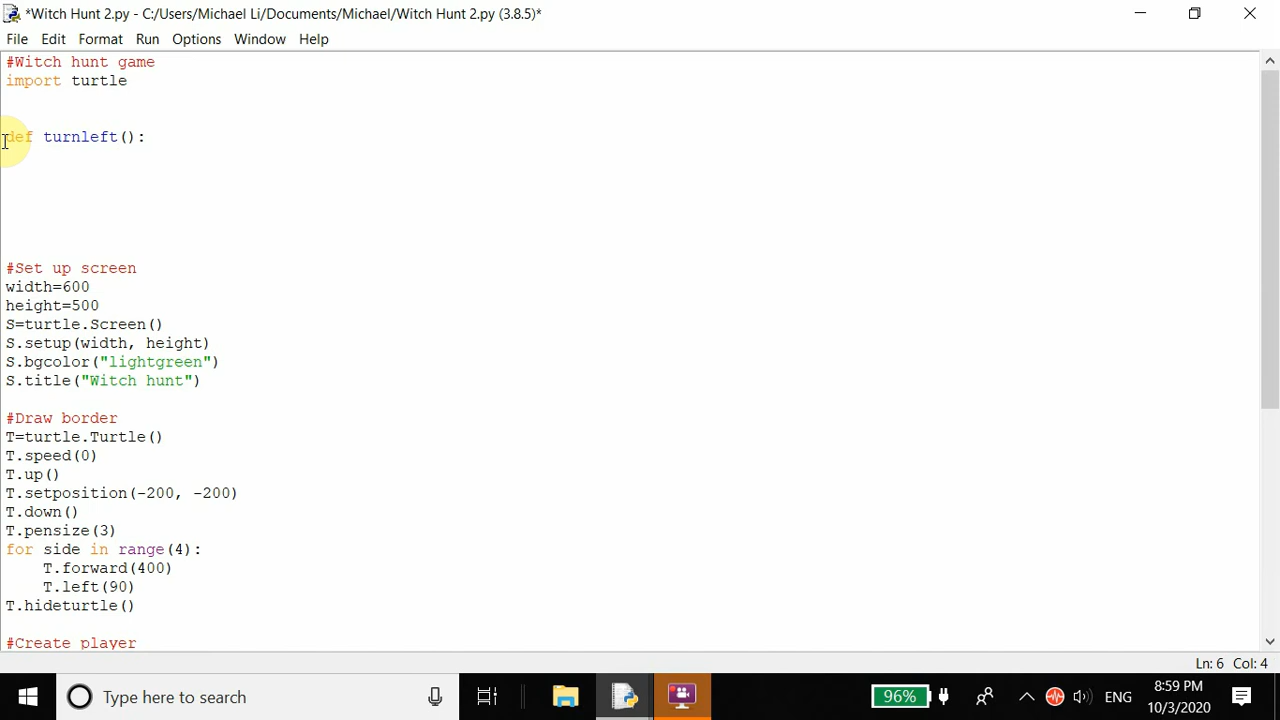 *Witch Hunt 2.py - C:/Users/Michael Li/Documents/Michael/Witch Hunt 2.py (3.8.5)*
File Edit Format Run Options Window Help
#Witch hunt game
import turtle
def turnleft():
#Set up screen
width=600
height=500
S=turtle.Screen()
S.setup(width, height)
S.bgcolor("lightgreen")
S.title("Witch hunt")
#Draw border
T=turtle.Turtle()
T.speed(0)
T.up()
T.setposition(-200, -200)
T.down()
T.pensize(3)
for side in range(4):
    T.forward(400)
    T.left(90)
T.hideturtle()
#Create player
Ln: 6 Col: 4
Type here to search
96%
ENG
8:59 PM
10/3/2020